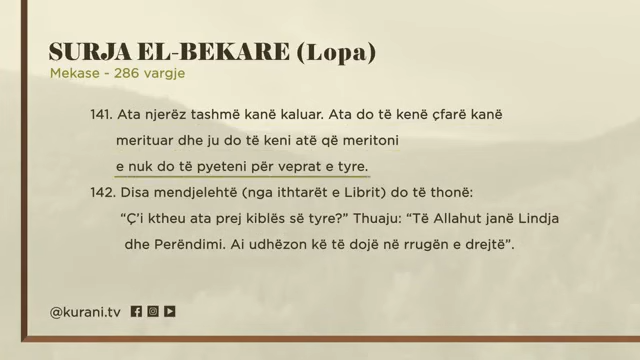 SURJA EL-BEKARE (Lopa)
Mekase - 286 vargje
141. Ata njerëz tashmë kanë kaluar. Ata do të kenë çfarë kanë
merituar dhe ju do të keni atë që meritoni
e nuk do të pyeteni për veprat e tyre.
142. Disa mendjelehtë (nga ithtarët e Librit) do të thonë:
“Ç’i ktheu ata prej kiblës së tyre?” Thuaju: “Të Allahut janë Lindja
dhe Perëndimi. Ai udhëzon kë të dojë në rrugën e drejtë”.
@kurani.tv